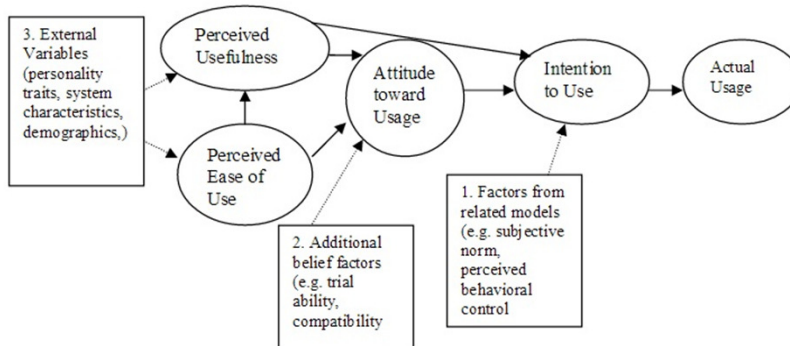 3. External
Variables
(personality
traits, system
characteristics,
demographics,)
Perceived
Usefulness
Perceived
Ease of
Use
Attitude
toward
Usage
Intention
to Use
Actual
Usage
2. Additional
belief factors
(e.g. trial
ability,
compatibility
1. Factors from
related models
(e.g. subjective
norm,
perceived
behavioral
control